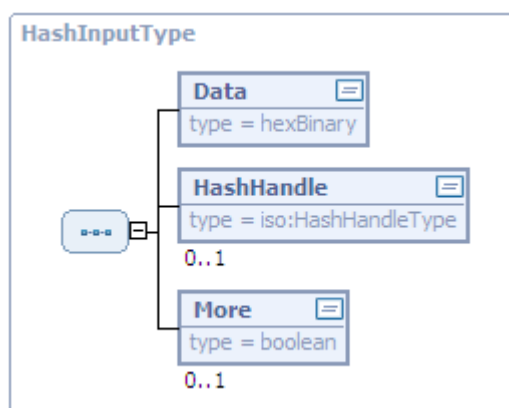 HashInputType
Data
type = hexBinary
HashHandle
type = iso:HashHandleType
0..1
More
type = boolean
0..1